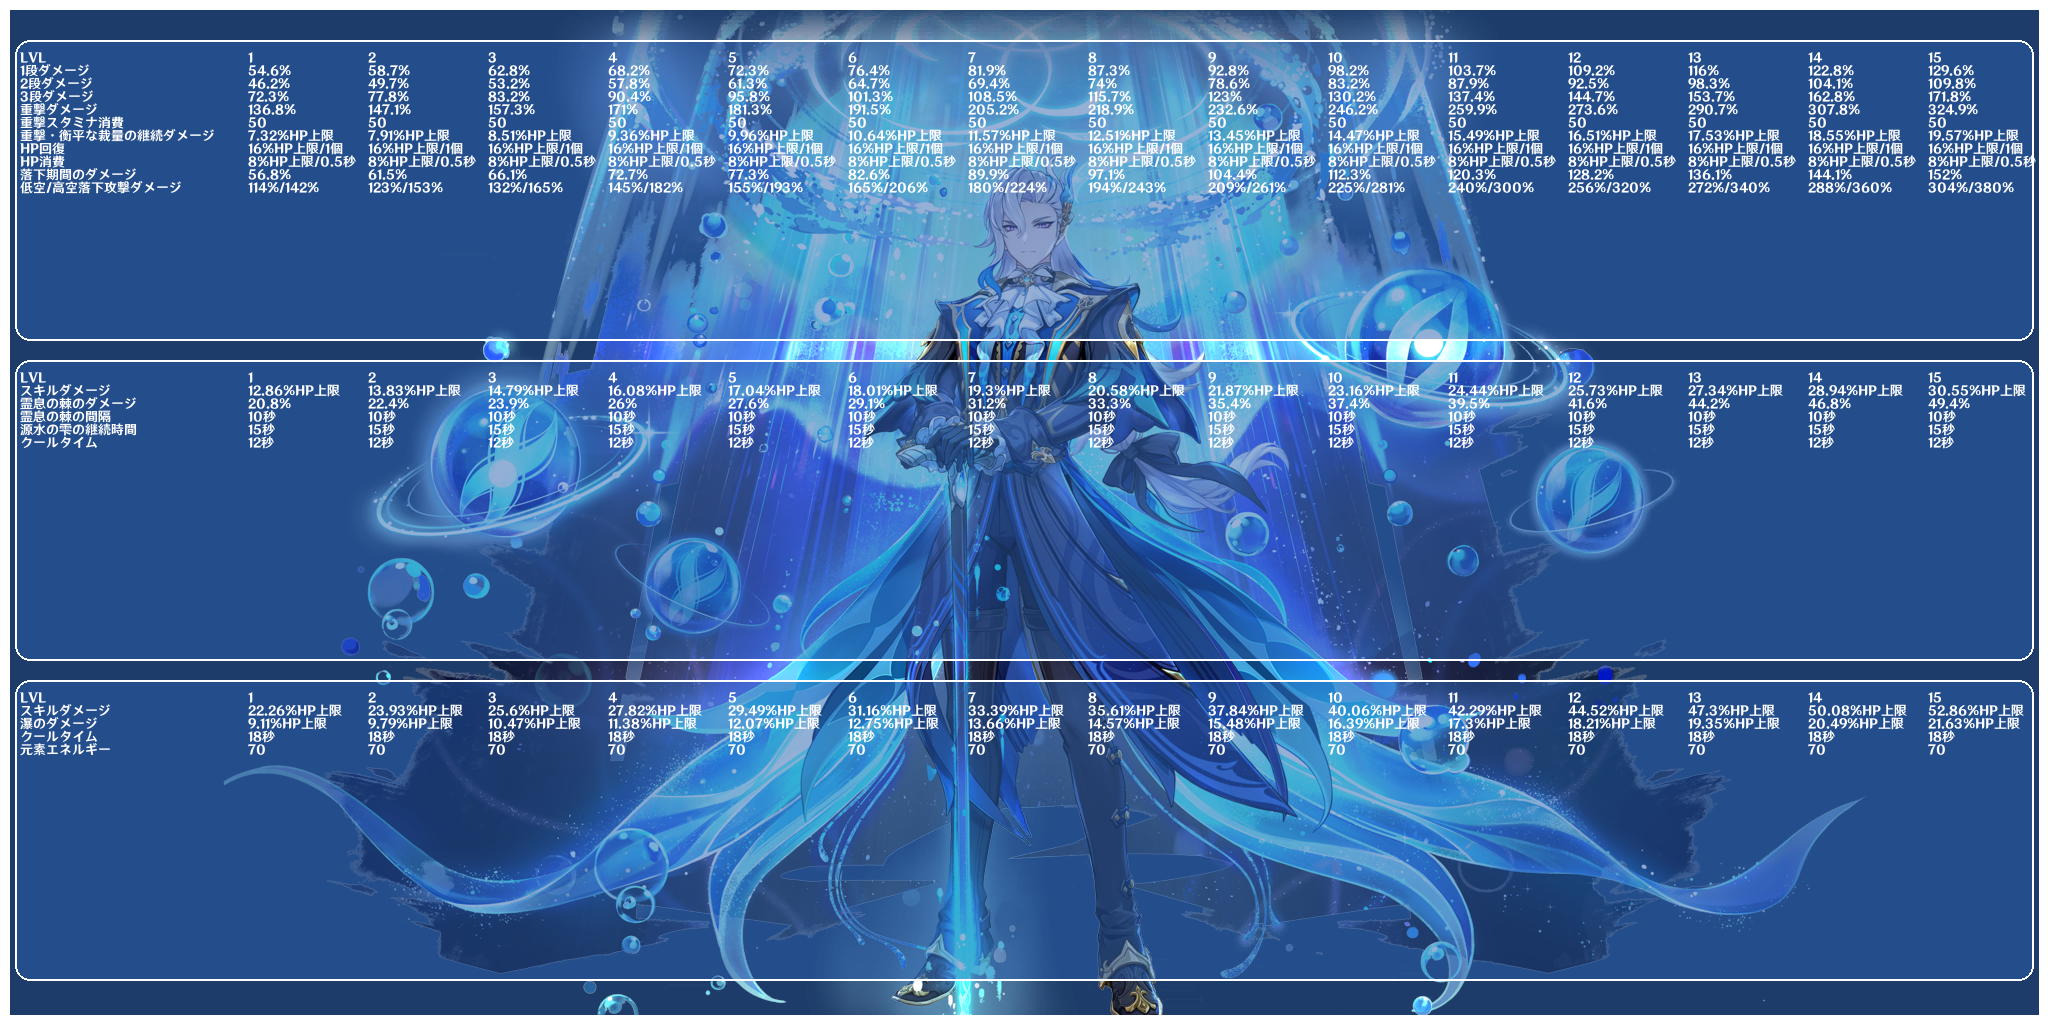 LVL 1 2 3 4 5 6 7 8 9 10 11 12 13 14 15
1段ダメージ 54.6% 58.7% 62.8% 68.2% 72.3% 76.4% 81.9% 87.3% 92.8% 98.2% 103.7% 109.2% 116% 122.8% 129.6%
2段ダメージ 46.2% 49.7% 53.2% 57.8% 61.3% 64.7% 69.4% 74% 78.6% 83.2% 87.9% 92.5% 98.3% 104.1% 109.8%
3段ダメージ 72.3% 77.8% 83.2% 90.4% 95.8% 101.3% 108.5% 115.7% 123% 130.2% 137.4% 144.7% 153.7% 162.8% 171.8%
重撃ダメージ 136.8% 147.1% 157.3% 171% 181.3% 191.5% 205.2% 218.9% 232.6% 246.2% 259.9% 273.6% 290.7% 307.8% 324.9%
重撃スタミナ消費 50 50 50 50 50 50 50 50 50 50 50 50 50 50 50
重撃・衡平な裁量の継続ダメージ 7.32%HP上限 7.91%HP上限 8.51%HP上限 9.36%HP上限 9.96%HP上限 10.64%HP上限 11.57%HP上限 12.51%HP上限 13.45%HP上限 14.47%HP上限 15.49%HP上限 16.51%HP上限 17.53%HP上限 18.55%HP上限 19.57%HP上限
HP回復 16%HP上限/1個 16%HP上限/1個 16%HP上限/1個 16%HP上限/1個 16%HP上限/1個 16%HP上限/1個 16%HP上限/1個 16%HP上限/1個 16%HP上限/1個 16%HP上限/1個 16%HP上限/1個 16%HP上限/1個 16%HP上限/1個 16%HP上限/1個 16%HP上限/1個
HP消費 8%HP上限/0.5秒 8%HP上限/0.5秒 8%HP上限/0.5秒 8%HP上限/0.5秒 8%HP上限/0.5秒 8%HP上限/0.5秒 8%HP上限/0.5秒 8%HP上限/0.5秒 8%HP上限/0.5秒 8%HP上限/0.5秒 8%HP上限/0.5秒 8%HP上限/0.5秒 8%HP上限/0.5秒 8%HP上限/0.5秒 8%HP上限/0.5秒
落下期間のダメージ 56.8% 61.5% 66.1% 72.7% 77.3% 82.6% 89.9% 97.1% 104.4% 112.3% 120.3% 128.2% 136.1% 144.1% 152%
低空/高空落下攻撃ダメージ 114%/142% 123%/153% 132%/165% 145%/182% 155%/193% 165%/206% 180%/224% 194%/243% 209%/261% 225%/281% 240%/300% 256%/320% 272%/340% 288%/360% 304%/380%
LVL 1 2 3 4 5 6 7 8 9 10 11 12 13 14 15
スキルダメージ 12.86%HP上限 13.83%HP上限 14.79%HP上限 16.08%HP上限 17.04%HP上限 18.01%HP上限 19.3%HP上限 20.58%HP上限 21.87%HP上限 23.16%HP上限 24.44%HP上限 25.73%HP上限 27.34%HP上限 28.94%HP上限 30.55%HP上限
霊息の棘のダメージ 20.8% 22.4% 23.9% 26% 27.6% 29.1% 31.2% 33.3% 35.4% 37.4% 39.5% 41.6% 44.2% 46.8% 49.4%
霊息の棘の間隔 10秒 10秒 10秒 10秒 10秒 10秒 10秒 10秒 10秒 10秒 10秒 10秒 10秒 10秒 10秒
源水の雫の継続時間 15秒 15秒 15秒 15秒 15秒 15秒 15秒 15秒 15秒 15秒 15秒 15秒 15秒 15秒 15秒
クールタイム 12秒 12秒 12秒 12秒 12秒 12秒 12秒 12秒 12秒 12秒 12秒 12秒 12秒 12秒 12秒
LVL 1 2 3 4 5 6 7 8 9 10 11 12 13 14 15
スキルダメージ 22.26%HP上限 23.93%HP上限 25.6%HP上限 27.82%HP上限 29.49%HP上限 31.16%HP上限 33.39%HP上限 35.61%HP上限 37.84%HP上限 40.06%HP上限 42.29%HP上限 44.52%HP上限 47.3%HP上限 50.08%HP上限 52.86%HP上限
瀑のダメージ 9.11%HP上限 9.79%HP上限 10.47%HP上限 11.38%HP上限 12.07%HP上限 12.75%HP上限 13.66%HP上限 14.57%HP上限 15.48%HP上限 16.39%HP上限 17.3%HP上限 18.21%HP上限 19.35%HP上限 20.49%HP上限 21.63%HP上限
クールタイム 18秒 18秒 18秒 18秒 18秒 18秒 18秒 18秒 18秒 18秒 18秒 18秒 18秒 18秒 18秒
元素エネルギー 70 70 70 70 70 70 70 70 70 70 70 70 70 70 70